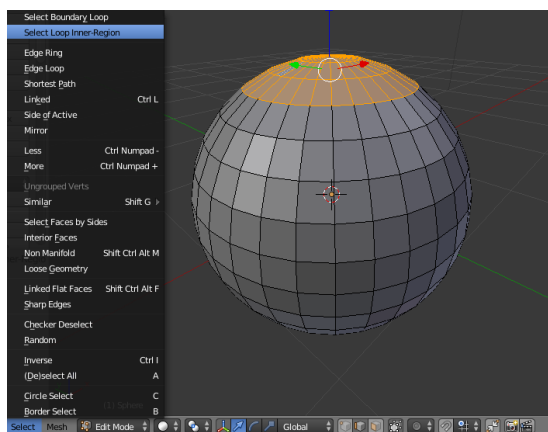 Select Boundary Loop
Select Loop Inner-Region
Edge Ring
Edge Loop
Shortest Path
Linked Ctrl L
Side of Active
Mirror
Less Ctrl Numpad -
More Ctrl Numpad +
Ungrouped Verts
Similar Shift G
Select Faces by Sides
Interior Faces
Non Manifold Shift Ctrl Alt M
Loose Geometry
Linked Flat Faces Shift Ctrl Alt F
Sharp Edges
Checker Deselect
Random
Inverse Ctrl I
(De)select All A
(1) Sphere
Circle Select C
Border Select B
Select Mesh Edit Mode Global